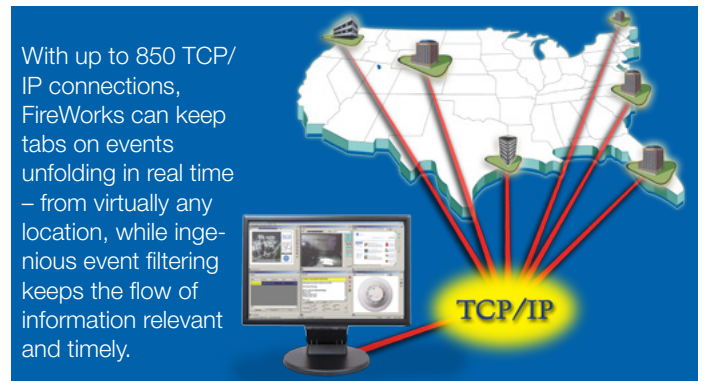 With up to 850 TCP/
IP connections,
FireWorks can keep
tabs on events
unfolding in real time
– from virtually any
location, while inge-
nious event filtering
keeps the flow of
information relevant
and timely.
TCP/IP